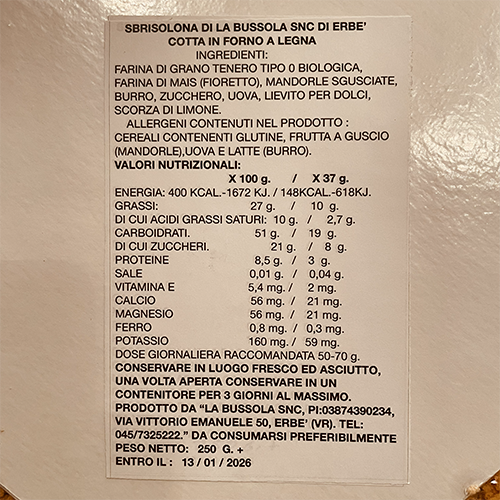 SBRISOLONA DI LA BUSSOLA SNC DI ERBE'
COTTA IN FORNO A LEGNA
INGREDIENTI:
FARINA DI GRANO TENERO TIPO 0 BIOLOGICA,
FARINA DI MAIS (FIORETTO), MANDORLE SGUSCIATE,
BURRO, ZUCCHERO, UOVA, LIEVITO PER DOLCI,
SCORZA DI LIMONE.
ALLERGENI CONTENUTI NEL PRODOTTO :
CEREALI CONTENENTI GLUTINE, FRUTTA A GUSCIO
(MANDORLE),UOVA E LATTE (BURRO).
VALORI NUTRIZIONALI:
X 100 g. / X 37 g.
ENERGIA: 400 KCAL.-1672 KJ. / 148KCAL.-618KJ.
GRASSI: 27 g. / 10 g.
DI CUI ACIDI GRASSI SATURI: 10 g. / 2,7 g.
CARBOIDRATI. 51 g. / 19 g.
DI CUI ZUCCHERI. 21 g. / 8 g.
PROTEINE 8,5 g. / 3 g.
SALE 0,01 g. / 0,04 g.
VITAMINA E 5,4 mg. / 2 mg.
CALCIO 56 mg. / 21 mg.
MAGNESIO 56 mg. / 21 mg.
FERRO 0,8 mg. / 0,3 mg.
POTASSIO 160 mg. / 59 mg.
DOSE GIORNALIERA RACCOMANDATA 50-70 g.
CONSERVARE IN LUOGO FRESCO ED ASCIUTTO,
UNA VOLTA APERTA CONSERVARE IN UN
CONTENITORE PER 3 GIORNI AL MASSIMO.
PRODOTTO DA "LA BUSSOLA SNC, PI:03874390234,
VIA VITTORIO EMANUELE 50, ERBE' (VR). TEL:
045/7325222." DA CONSUMARSI PREFERIBILMENTE
PESO NETTO: 250 G. +
ENTRO IL : 13 / 01 / 2026